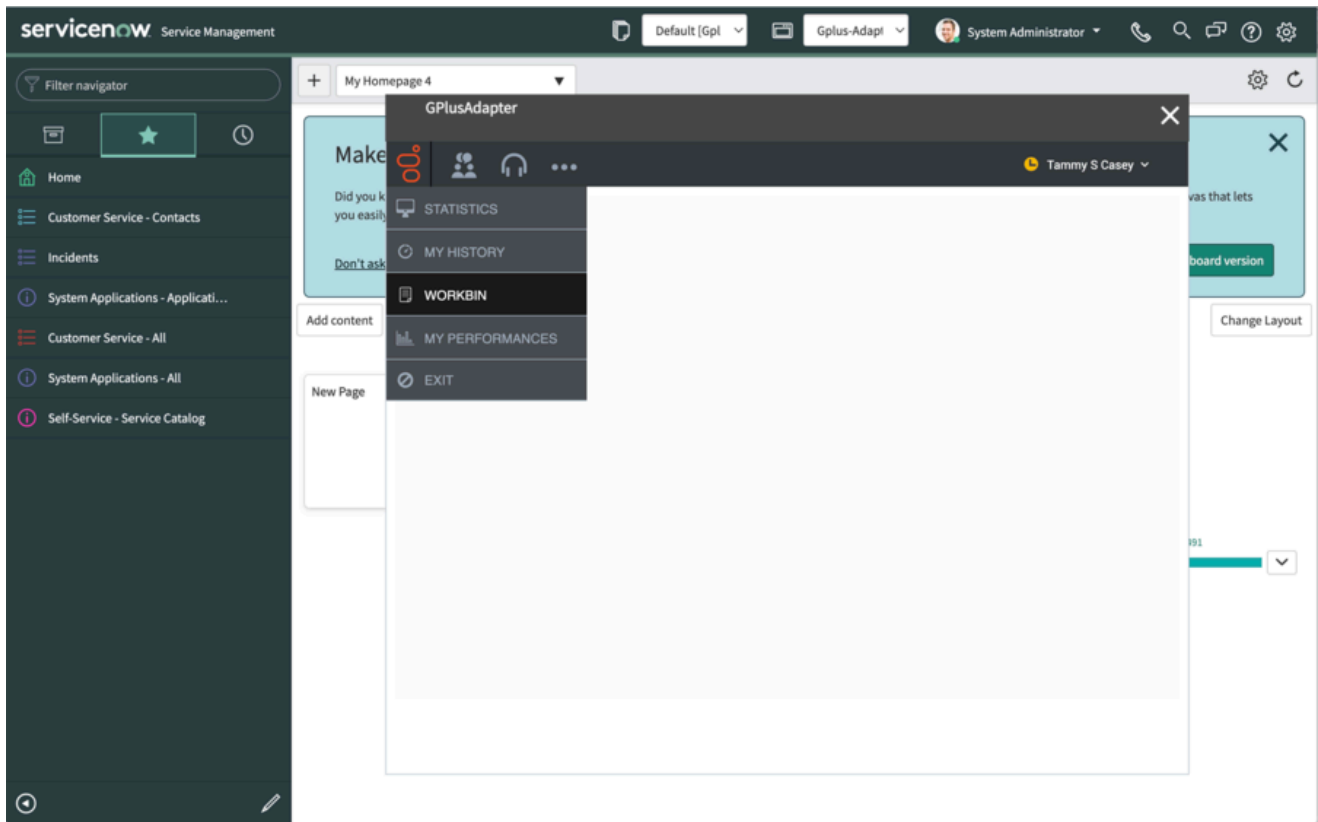 servicenow. Service Management
Default [Gpl
Gplus-Adapt
System Administrator
Filter navigator
Home
Customer Service - Contacts
Incidents
System Applications - Applicati...
Customer Service - All
System Applications - All
Self-Service - Service Catalog
My Homepage 4
GPlusAdapter
Tammy S Casey
Make
Did you k
vas that lets
you easily
Don't ask
board version
STATISTICS
MY HISTORY
WORKBIN
MY PERFORMANCES
EXIT
Add content
Change Layout
New Page
391